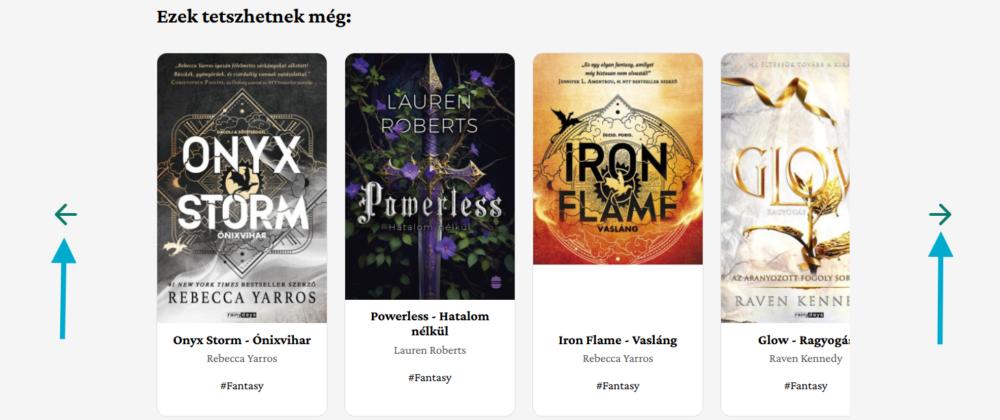 Ezek tetszhetnek még:
„Rebecca Yarros igazán félelmetes sárkányokat alkotott!
Büszkék, gyönyörűek, és csordultig vannak varázslattal.”
CHRISTOPHER PAOLINI, az Örökség sorozat és NYT bestseller szerzője
DACOLJ A SÖTÉTSÉGGEL.
ONYX
STORM
ÓNIXVIHAR
#1 NEW YORK TIMES BESTSELLER SZERZŐ
REBECCA YARROS
rainydays
Onyx Storm - Ónixvihar
Rebecca Yarros
#Fantasy
LAUREN
ROBERTS
Powerless
Hatalom nélkül
Powerless - Hatalom
nélkül
Lauren Roberts
#Fantasy
„Ez egy olyan fantasy, amilyet
még biztosan nem olvastál!”
JENNIFER L. AMENTROU, #1 NYT BESTSELLER SZERZŐ
ÉGESD. PORIG.
IRON
FLAME
VASLÁNG
Iron Flame - Vasláng
Rebecca Yarros
#Fantasy
NE ÉLTESSÜK TOVÁBB A KIRÁ
GLOW
RAGYOGÁS
AZ ARANYOZOTT FOGOLY SOR
RAVEN KENNE
rainydays
Glow - Ragyogás
Raven Kennedy
#Fantasy